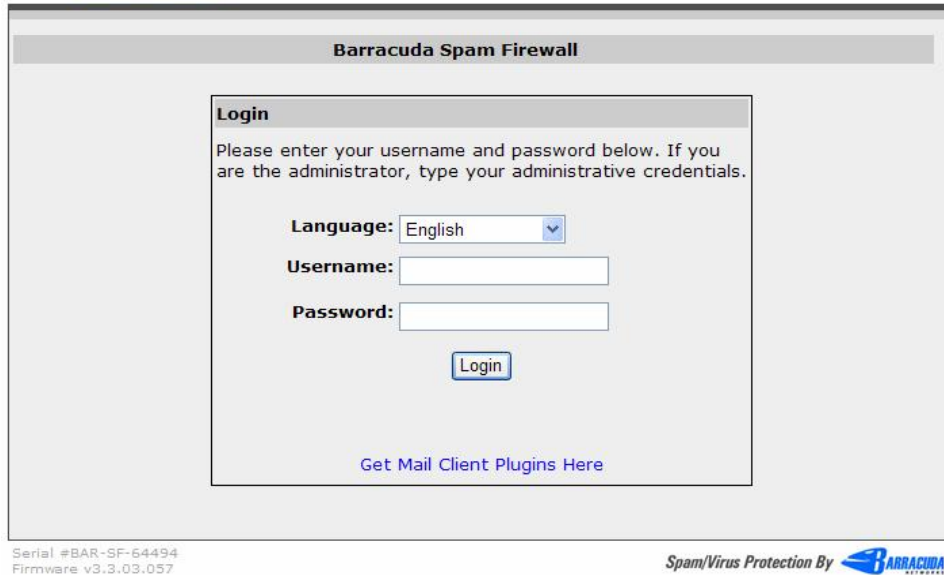 Barracuda Spam Firewall
Login
Please enter your username and password below. If you
are the administrator, type your administrative credentials.
Language: English
Username:
Password:
Login
Get Mail Client Plugins Here
Serial #BAR-SF-64494
Firmware v3.3.03.057
Spam/Virus Protection By BARRACUDA
NETWORKS